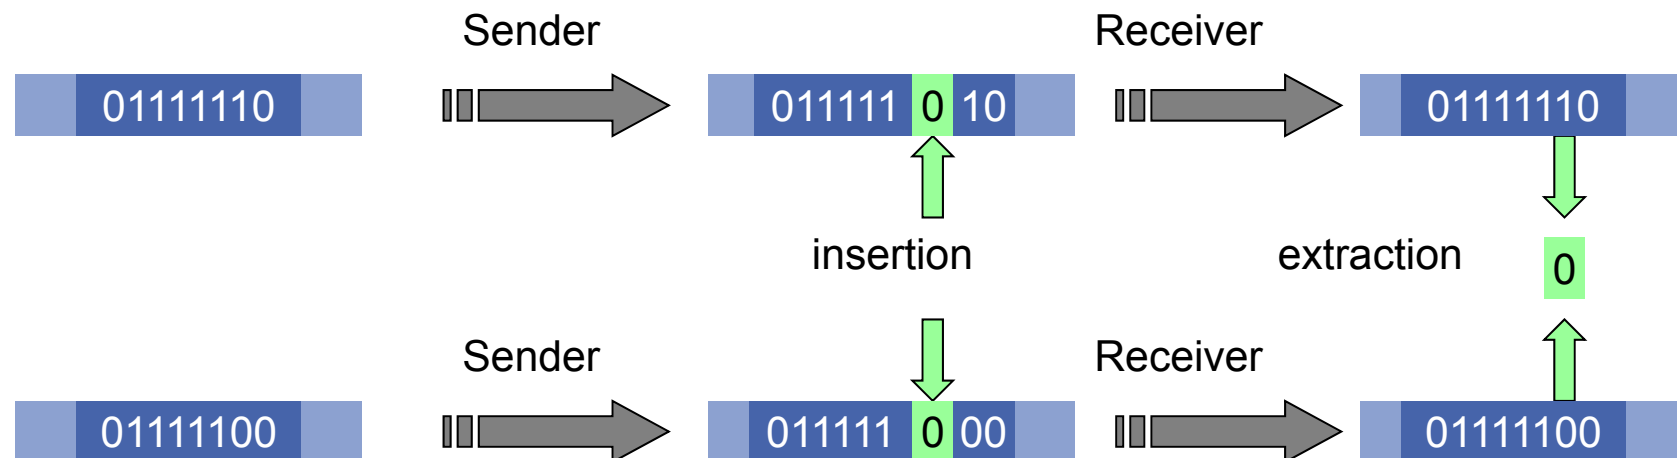 Sender Receiver
01111110 011111 0 10 01111110
insertion extraction 0
Sender Receiver
01111100 011111 0 00 01111100